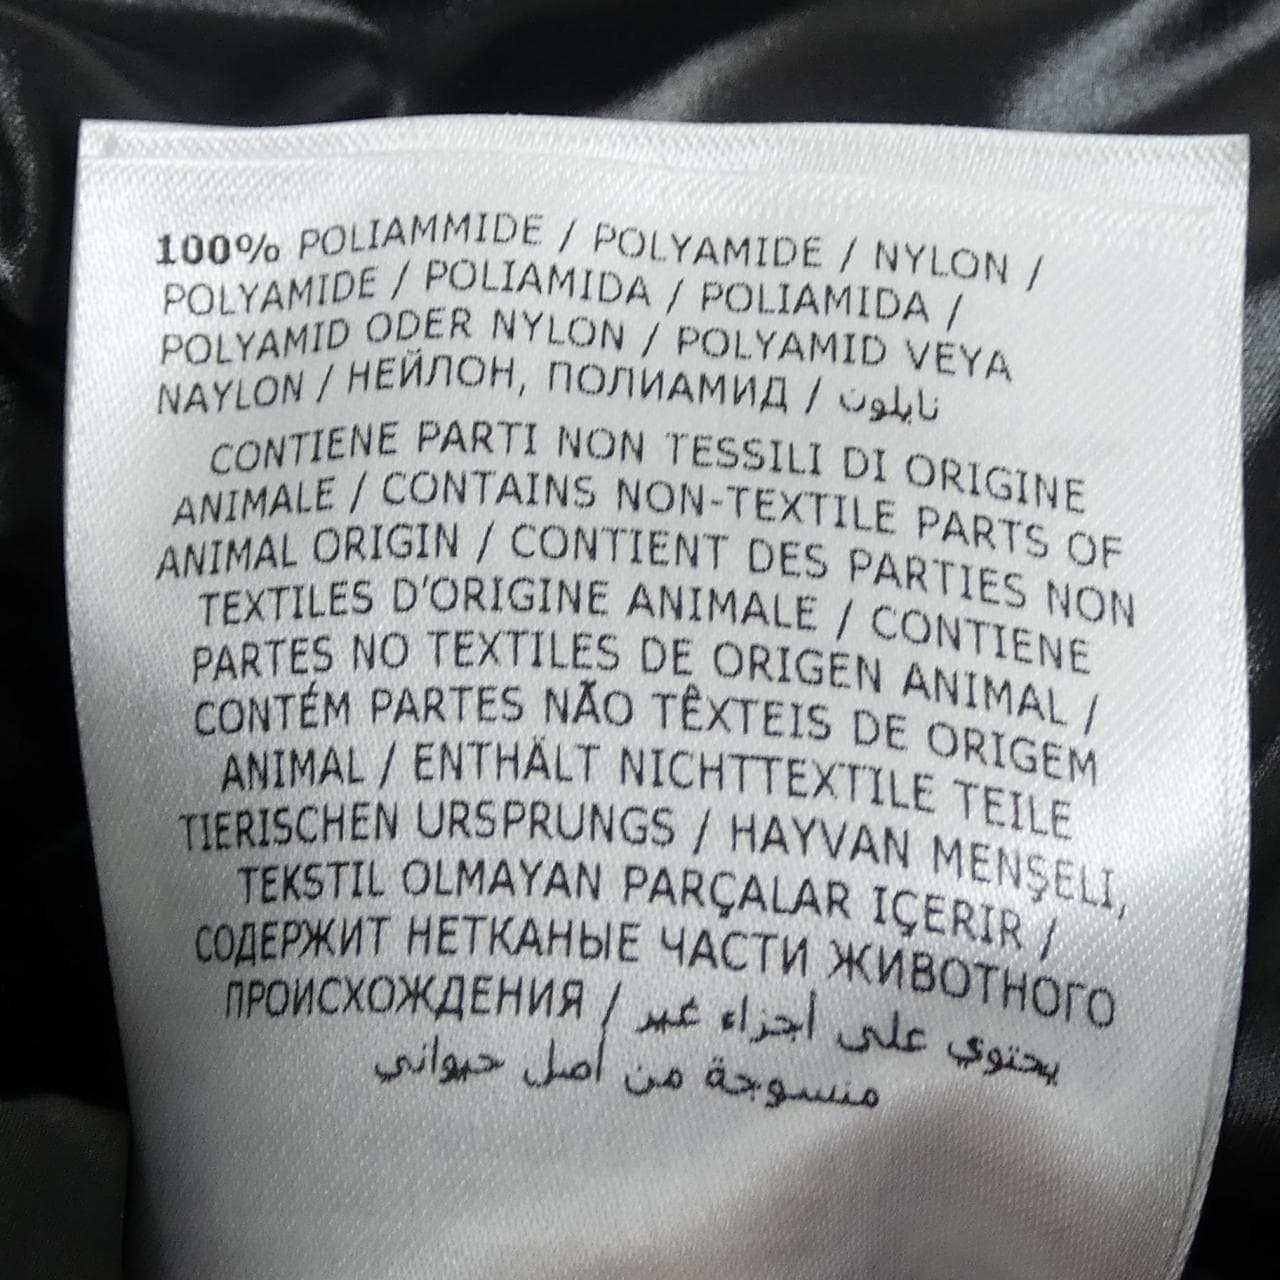 100% POLIAMMIDE / POLYAMIDE / NYLON /
POLYAMIDE / POLIAMIDA / POLIAMIDA /
POLYAMID ODER NYLON / POLYAMID VEYA
NAYLON / НЕЙЛОН, ПОЛИАМИД / نايلون
CONTIENE PARTI NON TESSILI DI ORIGINE
ANIMALE / CONTAINS NON-TEXTILE PARTS OF
ANIMAL ORIGIN / CONTIENT DES PARTIES NON
TEXTILES D'ORIGINE ANIMALE / CONTIENE
PARTES NO TEXTILES DE ORIGEN ANIMAL /
CONTÉM PARTES NÃO TÊXTEIS DE ORIGEM
ANIMAL / ENTHÄLT NICHTTEXTILE TEILE
TIERISCHEN URSPRUNGS / HAYVAN MENŞELI,
TEKSTIL OLMAYAN PARÇALAR IÇERIR /
СОДЕРЖИТ НЕТКАНЫЕ ЧАСТИ ЖИВОТНОГО
ПРОИСХОЖДЕНИЯ / يحتوي على أجزاء غير
منسوجة من أصل حيواني